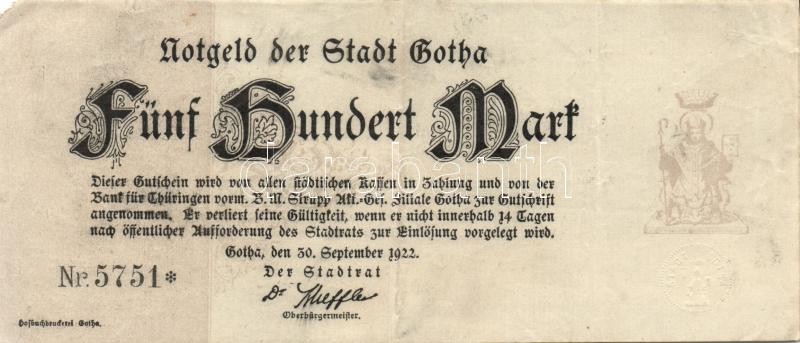 Notgeld der Stadt Gotha
Fünf Hundert Mark
Dieser Gutschein wird von allen städtischen Kassen in Zahlung und von der
Bank für Thüringen vorm. B. M. Strupp Akt.-Ges. Filiale Gotha zur Gutschrift
angenommen. Er verliert seine Gültigkeit, wenn er nicht innerhalb 14 Tagen
nach öffentlicher Aufforderung des Stadtrats zur Einlösung vorgelegt wird.
Gotha, den 30. September 1922.
Der Stadtrat
Nr. 5751*
Dr Scheffler
Oberbürgermeister.
Hofbuchdruckerei Gotha.
darabanth